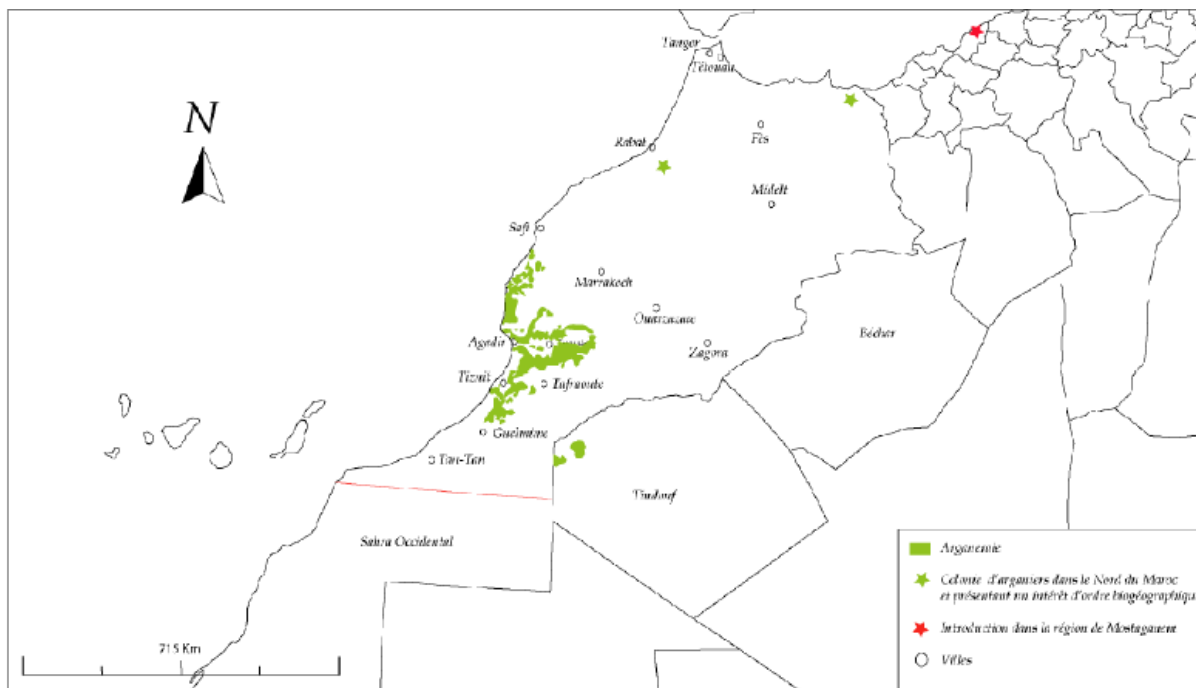 N
Tanger
Tétouan
Rabat
Fès
Midelt
Safi
Marrakech
Ouarzazate
Agadir
Zagora
Béchar
Tiznit
Tafraoute
Guelmime
Tan-Tan
Tindouf
Sahra Occidental
715 Km
Arganeraie
Colonie d'arganiers dans le Nord du Maroc
et présentant un intérêt d'ordre biogéographique
Introduction dans la région de Mostaganem
Villes